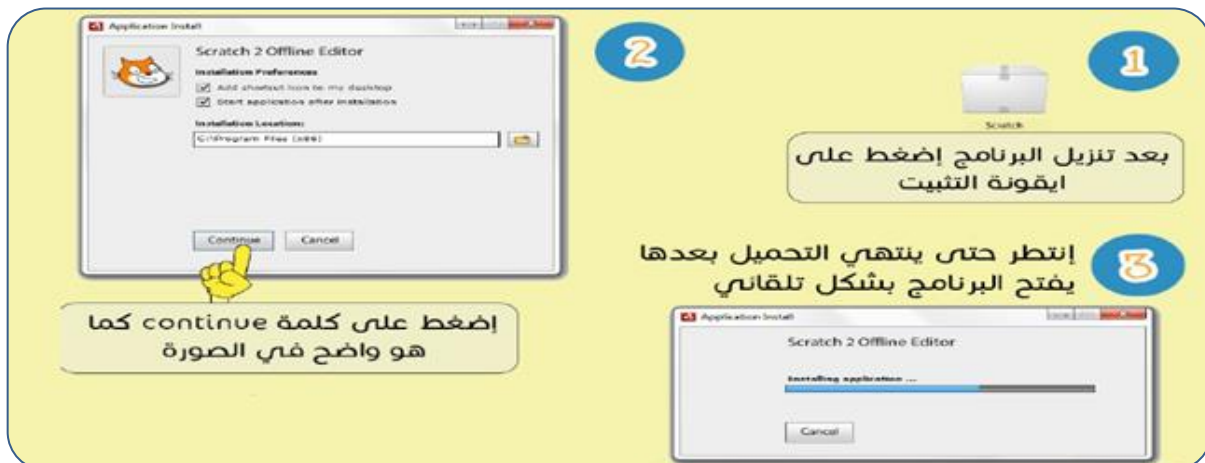 1
Scratch
بعد تنزيل البرنامج إضغط على
ايقونة التثبيت
2
Application Install
Scratch 2 Offline Editor
Installation Preferences
Add shortcut icon to my desktop
Start application after installation
Installation Location:
C:\Program Files (x86)
Continue
Cancel
إضغط على كلمة continue كما
هو واضح في الصورة
3
إنتظر حتى ينتهي التحميل بعدها
يفتح البرنامج بشكل تلقائي
Application Install
Scratch 2 Offline Editor
Installing application ...
Cancel